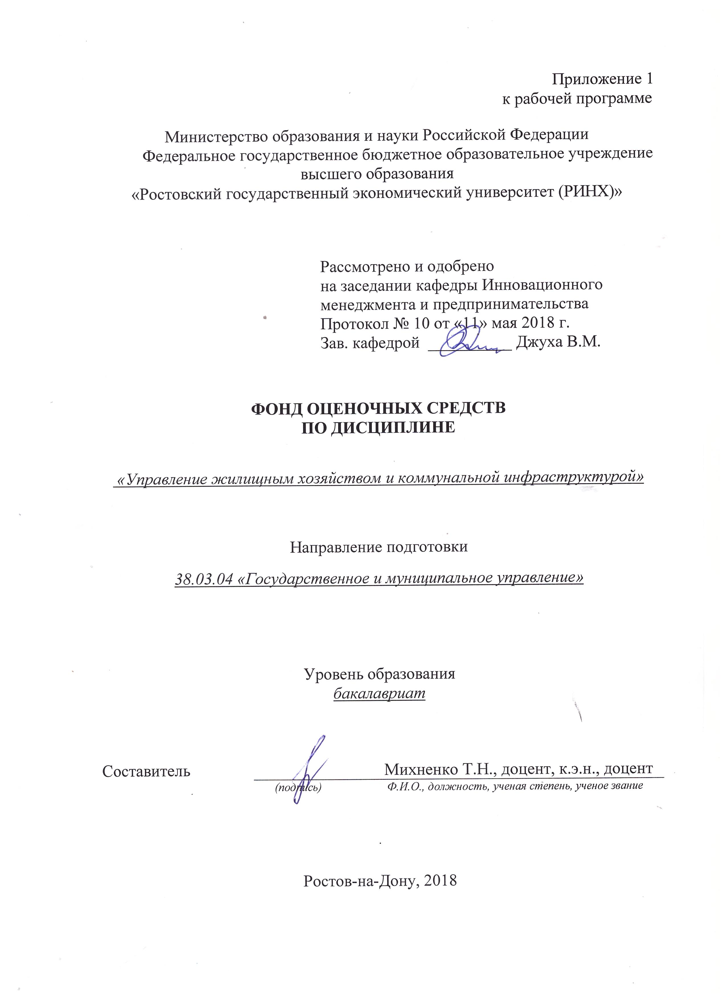 Приложение 1
к рабочей программе
Министерство образования и науки Российской Федерации
Федеральное государственное бюджетное образовательное учреждение
высшего образования
«Ростовский государственный экономический университет (РИНХ)»
Рассмотрено и одобрено
на заседании кафедры Инновационного
менеджмента и предпринимательства
Протокол № 10 от «11» мая 2018 г.
Зав. кафедрой __________ Джуха В.М.
ФОНД ОЦЕНОЧНЫХ СРЕДСТВ
ПО ДИСЦИПЛИНЕ
«Управление жилищным хозяйством и коммунальной инфраструктурой»
Направление подготовки
38.03.04 «Государственное и муниципальное управление»
Уровень образования
бакалавриат
Составитель Михненко Т.Н., доцент, к.э.н., доцент
(подпись) Ф.И.О., должность, ученая степень, ученое звание
Ростов-на-Дону, 2018